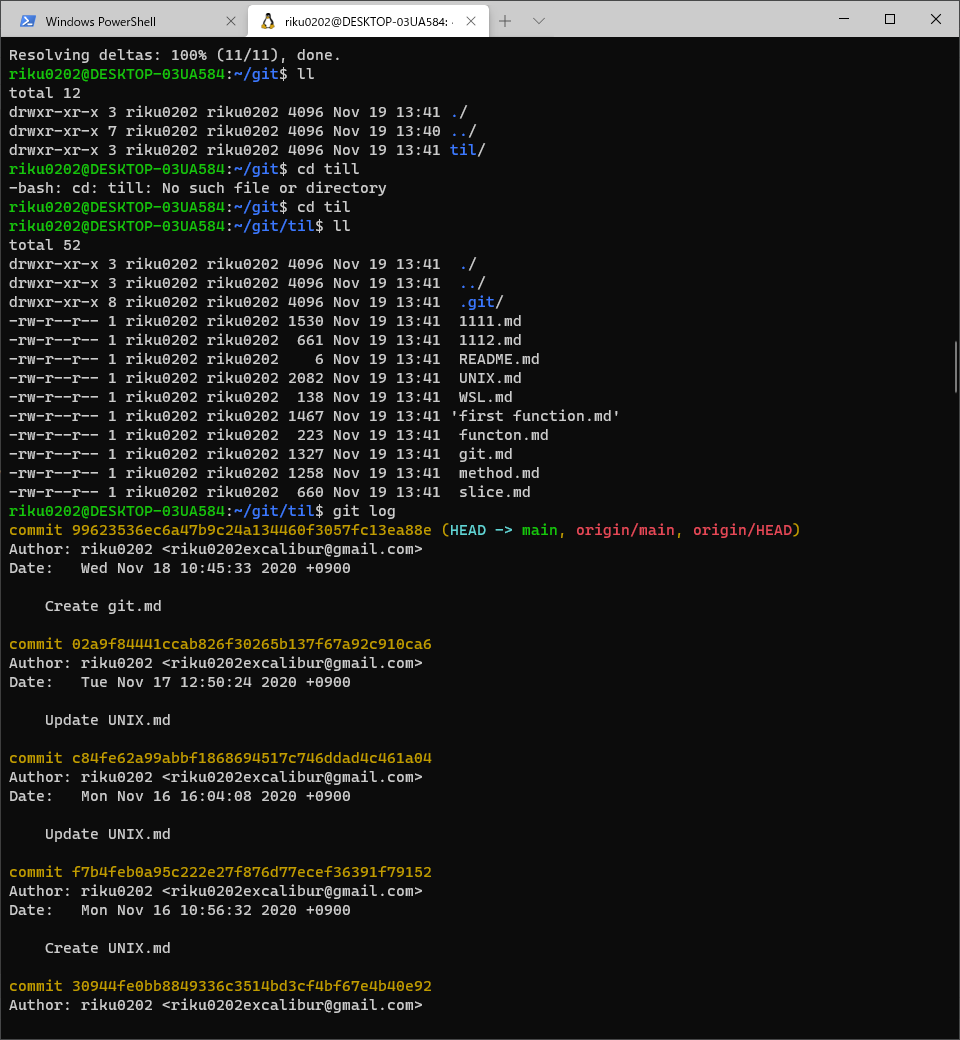 Windows PowerShell
riku0202@DESKTOP-03UA584:
Resolving deltas: 100% (11/11), done.
riku0202@DESKTOP-03UA584:~/git$ ll
total 12
drwxr-xr-x 3 riku0202 riku0202 4096 Nov 19 13:41 ./
drwxr-xr-x 7 riku0202 riku0202 4096 Nov 19 13:40 ../
drwxr-xr-x 3 riku0202 riku0202 4096 Nov 19 13:41 til/
riku0202@DESKTOP-03UA584:~/git$ cd till
-bash: cd: till: No such file or directory
riku0202@DESKTOP-03UA584:~/git$ cd til
riku0202@DESKTOP-03UA584:~/git/til$ ll
total 52
drwxr-xr-x 3 riku0202 riku0202 4096 Nov 19 13:41  ./
drwxr-xr-x 3 riku0202 riku0202 4096 Nov 19 13:41  ../
drwxr-xr-x 8 riku0202 riku0202 4096 Nov 19 13:41  .git/
-rw-r--r-- 1 riku0202 riku0202 1530 Nov 19 13:41  1111.md
-rw-r--r-- 1 riku0202 riku0202  661 Nov 19 13:41  1112.md
-rw-r--r-- 1 riku0202 riku0202    6 Nov 19 13:41  README.md
-rw-r--r-- 1 riku0202 riku0202 2082 Nov 19 13:41  UNIX.md
-rw-r--r-- 1 riku0202 riku0202  138 Nov 19 13:41  WSL.md
-rw-r--r-- 1 riku0202 riku0202 1467 Nov 19 13:41 'first function.md'
-rw-r--r-- 1 riku0202 riku0202  223 Nov 19 13:41  functon.md
-rw-r--r-- 1 riku0202 riku0202 1327 Nov 19 13:41  git.md
-rw-r--r-- 1 riku0202 riku0202 1258 Nov 19 13:41  method.md
-rw-r--r-- 1 riku0202 riku0202  660 Nov 19 13:41  slice.md
riku0202@DESKTOP-03UA584:~/git/til$ git log
commit 99623536ec6a47b9c24a134460f3057fc13ea88e (HEAD -> main, origin/main, origin/HEAD)
Author: riku0202 <riku0202excalibur@gmail.com>
Date:   Wed Nov 18 10:45:33 2020 +0900
    Create git.md
commit 02a9f84441ccab826f30265b137f67a92c910ca6
Author: riku0202 <riku0202excalibur@gmail.com>
Date:   Tue Nov 17 12:50:24 2020 +0900
    Update UNIX.md
commit c84fe62a99abbf1868694517c746ddad4c461a04
Author: riku0202 <riku0202excalibur@gmail.com>
Date:   Mon Nov 16 16:04:08 2020 +0900
    Update UNIX.md
commit f7b4feb0a95c222e27f876d77ecef36391f79152
Author: riku0202 <riku0202excalibur@gmail.com>
Date:   Mon Nov 16 10:56:32 2020 +0900
    Create UNIX.md
commit 30944fe0bb8849336c3514bd3cf4bf67e4b40e92
Author: riku0202 <riku0202excalibur@gmail.com>